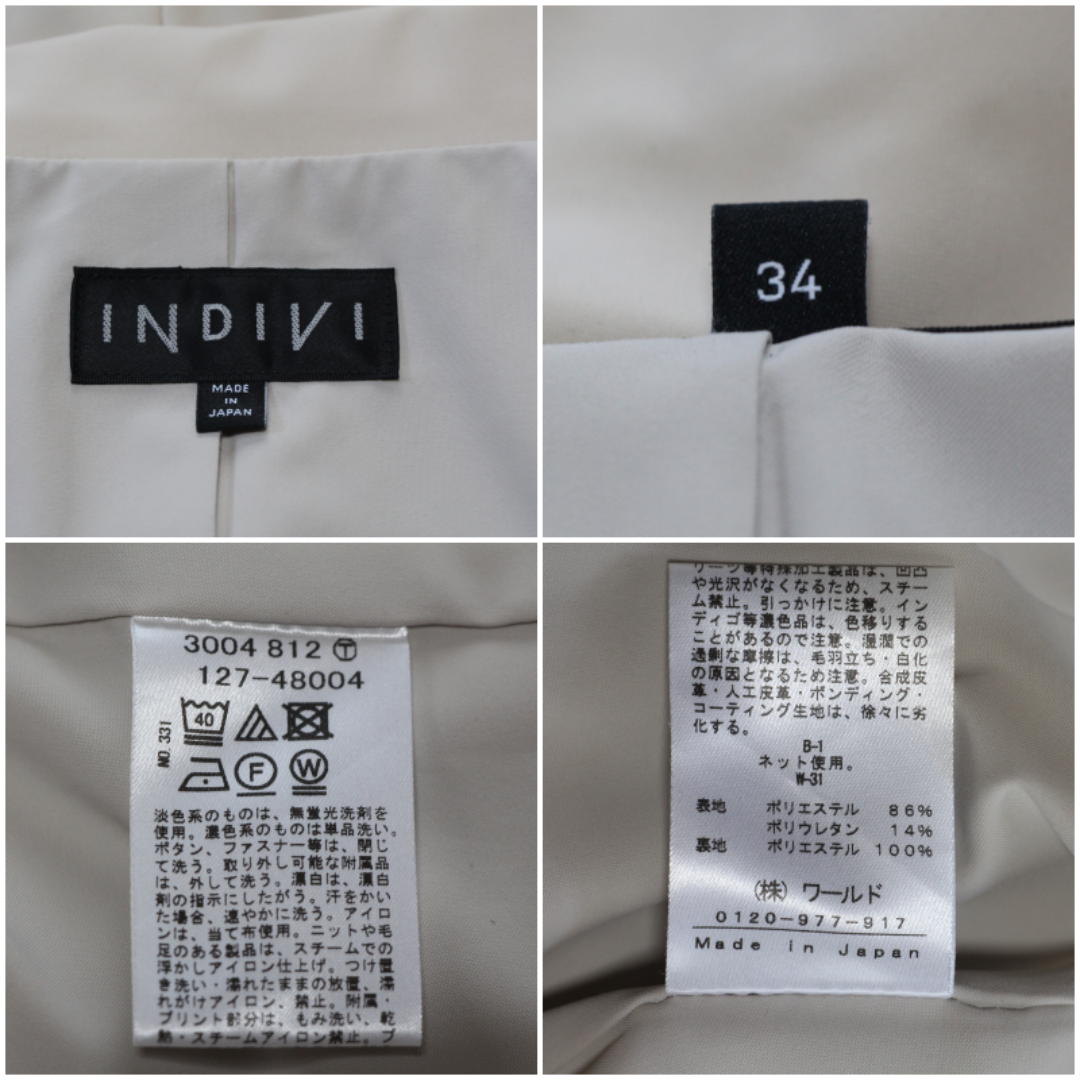 INDIVI
MADE
IN
JAPAN
34
3004 812 Ⓣ
127-48004
NO.331
40
F W
淡色系のものは、無蛍光洗剤を
使用。濃色系のものは単品洗い。
ボタン、ファスナー等は、閉じ
て洗う。取り外し可能な附属品
は、外して洗う。漂白は、漂白
剤の指示にしたがう。汗をかい
た場合、速やかに洗う。アイロ
ンは、当て布使用。ニットや毛
足のある製品は、スチームでの
浮かしアイロン仕上げ。つけ置
き洗い・濡れたままの放置、濡
れがけアイロン、禁止。附属・
プリント部分は、もみ洗い、乾
熱・スチームアイロン禁止。プ
リーツ等特殊加工製品は、凹凸
や光沢がなくなるため、スチー
ム禁止。引っかけに注意。イン
ディゴ等濃色品は、色移りする
ことがあるので注意。湿潤での
過剰な摩擦は、毛羽立ち・白化
の原因となるため注意。合成皮
革・人工皮革・ボンディング・
コーティング生地は、徐々に劣
化する。
B-1
ネット使用。
W-31
表地 ポリエステル 86%
ポリウレタン 14%
裏地 ポリエステル 100%
(株)ワールド
0120-977-917
Made in Japan